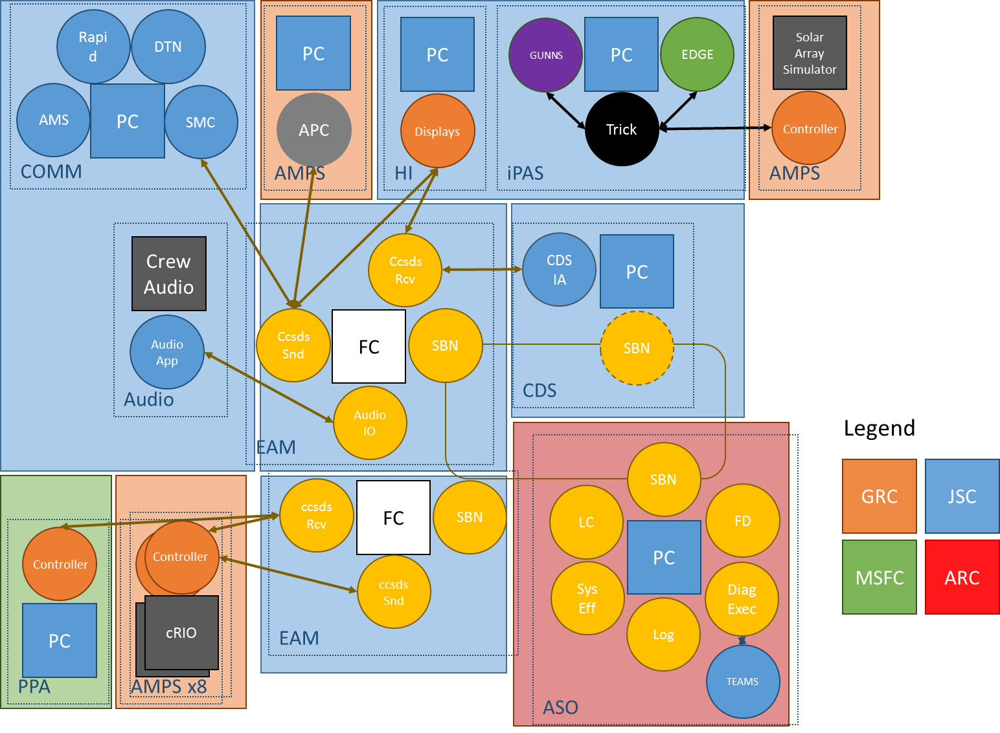 Rapi
d
DTN
AMS
PC
SMC
COMM
PC
APC
AMPS
PC
Displays
HI
GUNNS
PC
EDGE
Trick
iPAS
Solar
Array
Simulator
Controller
AMPS
Crew
Audio
Audio
App
Audio
Ccsds
Rcv
Ccsds
Snd
FC
SBN
Audio
IO
EAM
CDS
IA
PC
SBN
CDS
Controller
PC
PPA
Controller
cRIO
AMPS x8
ccsds
Rcv
FC
SBN
ccsds
Snd
EAM
SBN
LC
FD
PC
Sys
Eff
Diag
Exec
Log
TEAMS
ASO
Legend
GRC
JSC
MSFC
ARC